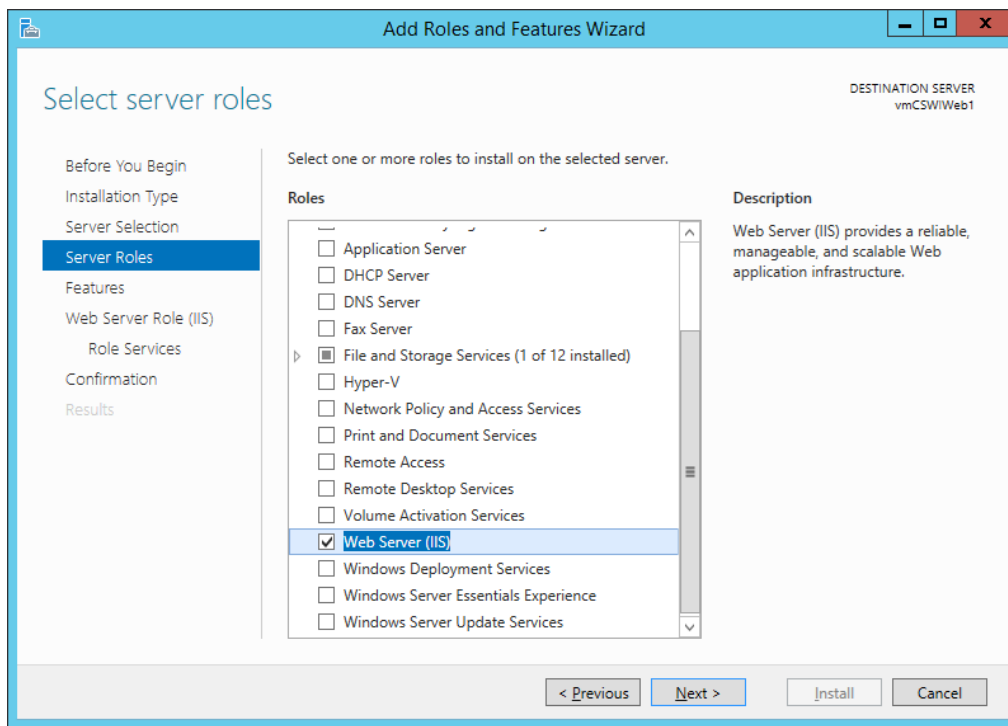 Add Roles and Features Wizard
Select server roles
DESTINATION SERVER
vmCSWIWeb1
Before You Begin
Installation Type
Server Selection
Server Roles
Features
Web Server Role (IIS)
Role Services
Confirmation
Results
Select one or more roles to install on the selected server.
Roles
Application Server
DHCP Server
DNS Server
Fax Server
File and Storage Services (1 of 12 installed)
Hyper-V
Network Policy and Access Services
Print and Document Services
Remote Access
Remote Desktop Services
Volume Activation Services
Web Server (IIS)
Windows Deployment Services
Windows Server Essentials Experience
Windows Server Update Services
Description
Web Server (IIS) provides a reliable,
manageable, and scalable Web
application infrastructure.
< Previous
Next >
Install
Cancel